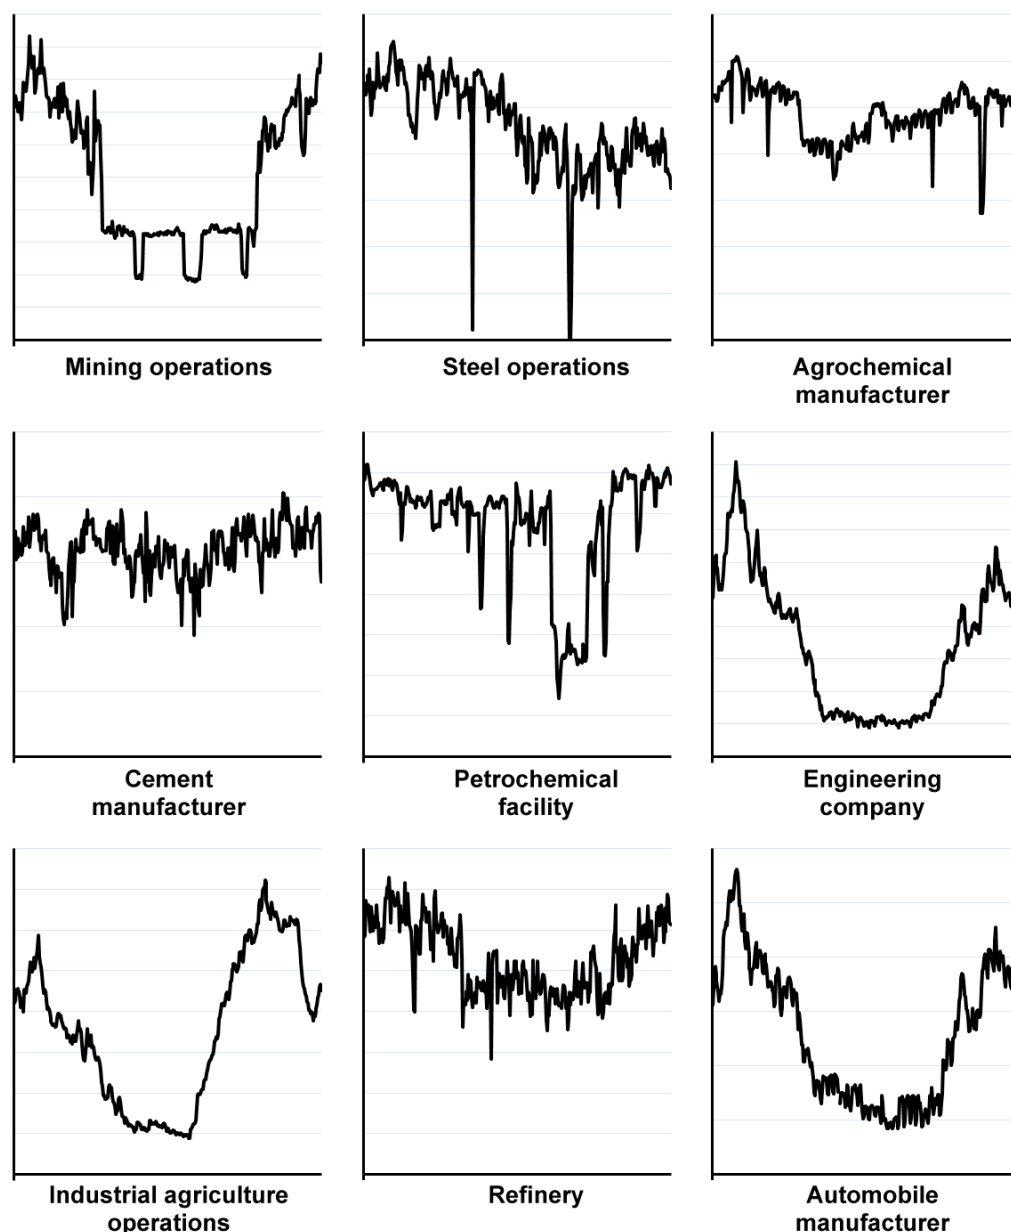 Mining operations
Steel operations
Agrochemical
manufacturer
Cement
manufacturer
Petrochemical
facility
Engineering
company
Industrial agriculture
operations
Refinery
Automobile
manufacturer